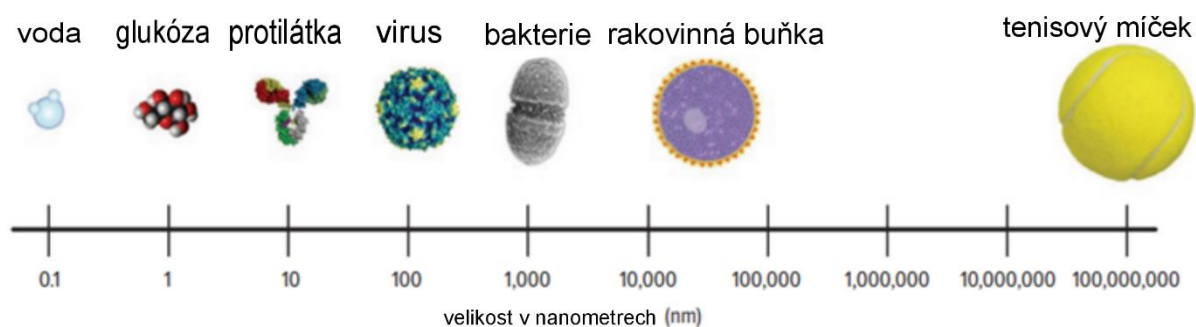 voda glukóza protilátka virus bakterie rakovinná buňka tenisový míček
0.1 1 10 100 1,000 10,000 100,000 1,000,000 10,000,000 100,000,000
velikost v nanometrech (nm)